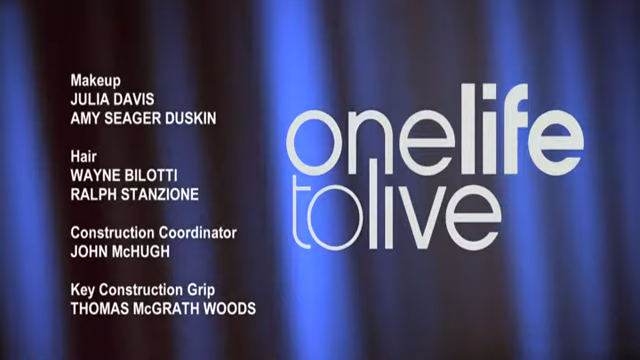 Makeup
JULIA DAVIS
AMY SEAGER DUSKIN
Hair
WAYNE BILOTTI
RALPH STANZIONE
Construction Coordinator
JOHN McHUGH
Key Construction Grip
THOMAS McGRATH WOODS
onelife
tolive